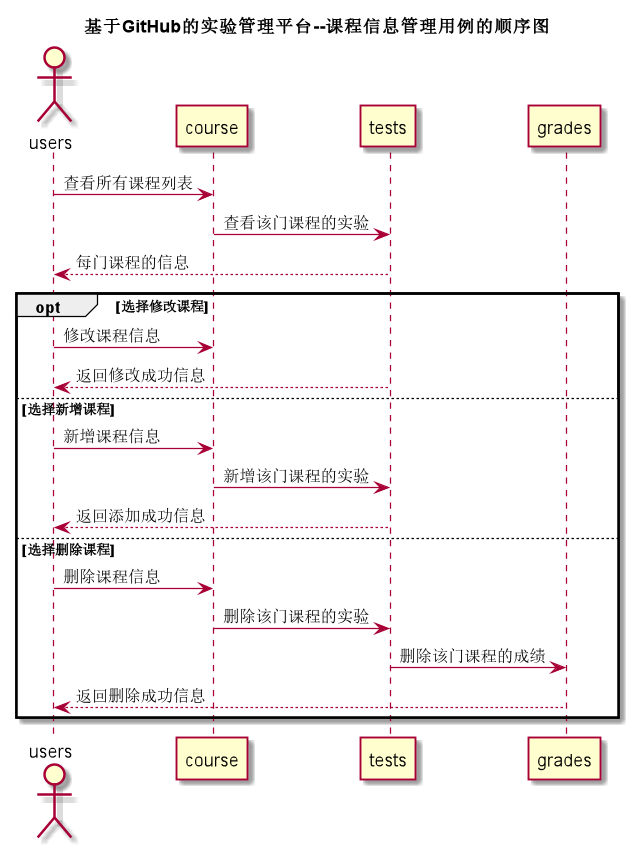 基于GitHub的实验管理平台--课程信息管理用例的顺序图
users
course
tests
grades
查看所有课程列表
查看该门课程的实验
每门课程的信息
opt [选择修改课程]
修改课程信息
返回修改成功信息
[选择新增课程]
新增课程信息
新增该门课程的实验
返回添加成功信息
[选择删除课程]
删除课程信息
删除该门课程的实验
删除该门课程的成绩
返回删除成功信息
users
course
tests
grades